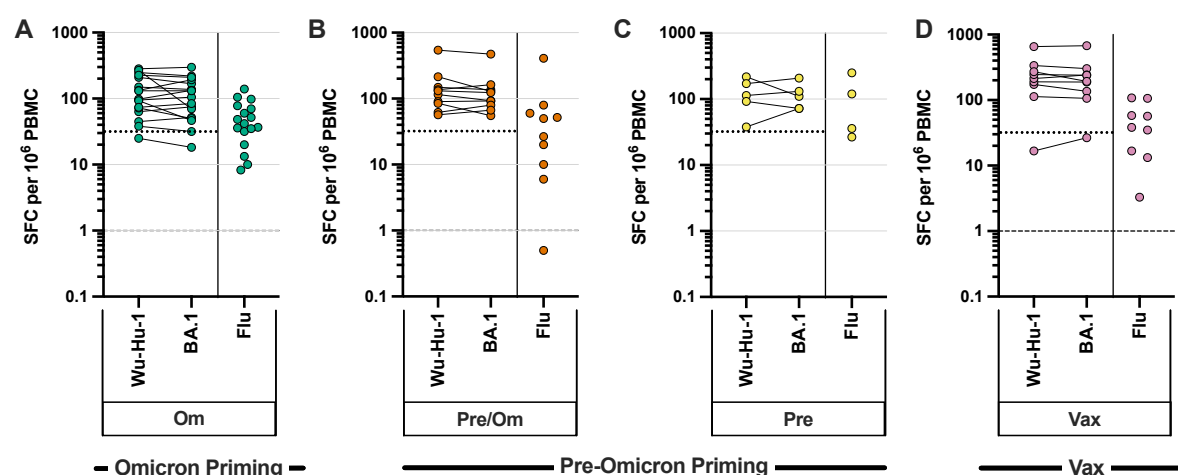 A
SFC per 10⁶ PBMC
1000
100
10
1
0.1
Wu-Hu-1
BA.1
Flu
Om
B
SFC per 10⁶ PBMC
1000
100
10
1
0.1
Wu-Hu-1
BA.1
Flu
Pre/Om
C
SFC per 10⁶ PBMC
1000
100
10
1
0.1
Wu-Hu-1
BA.1
Flu
Pre
D
SFC per 10⁶ PBMC
1000
100
10
1
0.1
Wu-Hu-1
BA.1
Flu
Vax
Omicron Priming
Pre-Omicron Priming
Vax